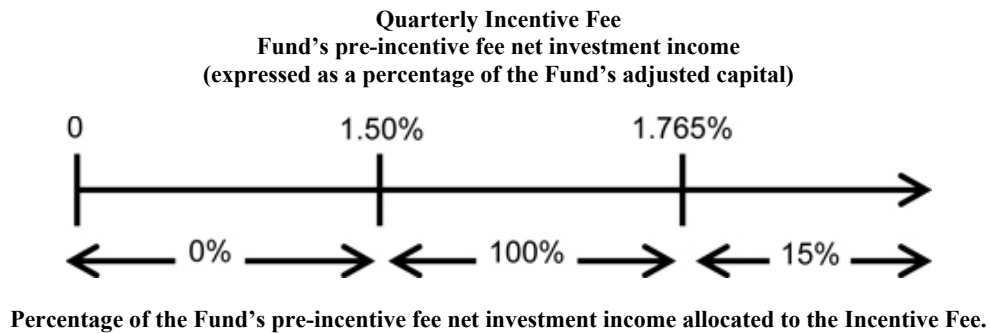 Quarterly Incentive Fee
Fund’s pre-incentive fee net investment income
(expressed as a percentage of the Fund’s adjusted capital)
0 1.50% 1.765%
0% 100% 15%
Percentage of the Fund’s pre-incentive fee net investment income allocated to the Incentive Fee.